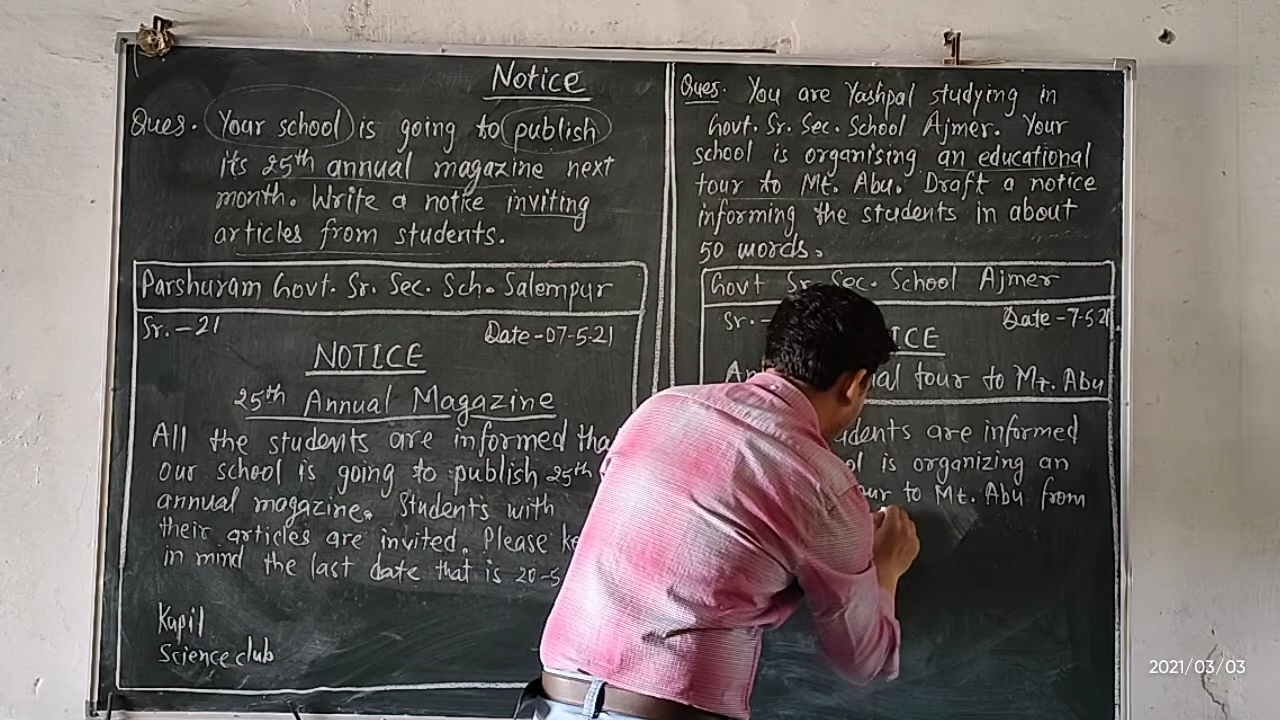 Notice
Ques. Your school is going to publish
its 25th annual magazine next
month. Write a notice inviting
articles from students.
Parshuram Govt. Sr. Sec. Sch. Salempur
Sr. - 21
Date - 07-5-21
NOTICE
25th Annual Magazine
All the students are informed tha
our school is going to publish 25th
annual magazine. Students with
their articles are invited. Please ke
in mind the last date that is 20-5
Kapil
Science club
Ques. You are Yashpal studying in
Govt. Sr. Sec. School Ajmer. Your
school is organising an educational
tour to Mt. Abu. Draft a notice
informing the students in about
50 words.
Govt Sr Sec. School Ajmer
Sr. -
Date - 7-5-21
ICE
An ial tour to Mt. Abu
udents are informed
ol is organizing an
ur to Mt. Abu from
2021/03/03